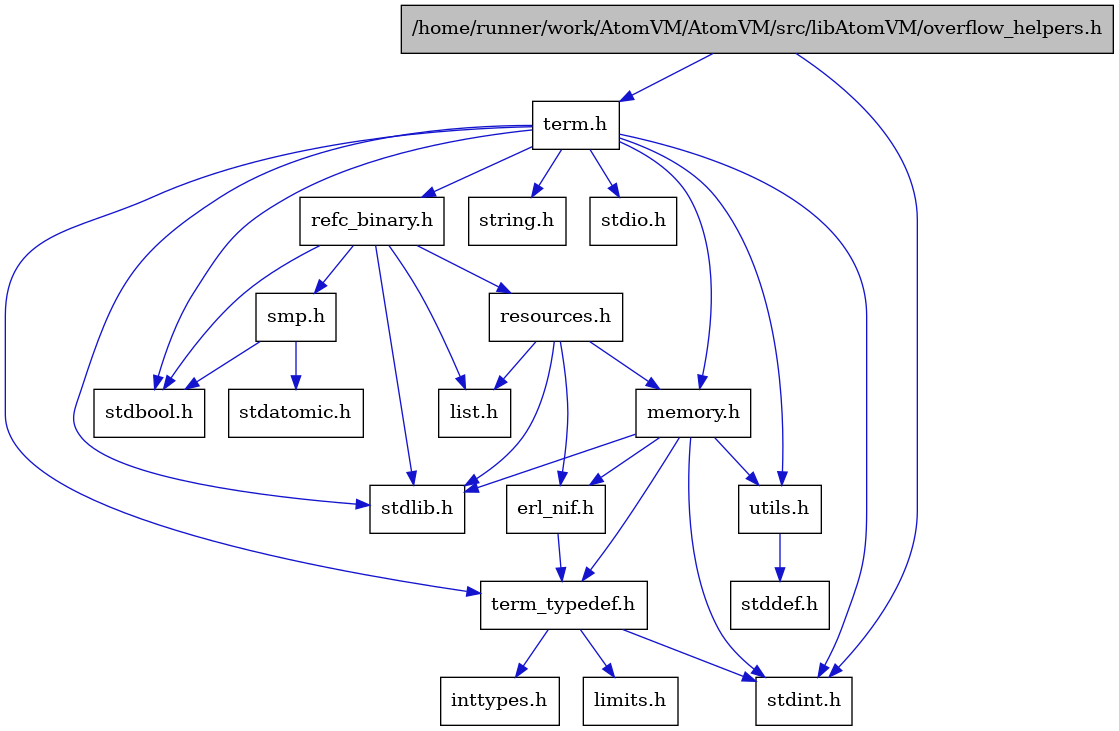 /home/runner/work/AtomVM/AtomVM/src/libAtomVM/overflow_helpers.h
term.h
refc_binary.h
string.h
stdio.h
smp.h
resources.h
stdbool.h
stdatomic.h
list.h
memory.h
stdlib.h
erl_nif.h
utils.h
term_typedef.h
stddef.h
inttypes.h
limits.h
stdint.h